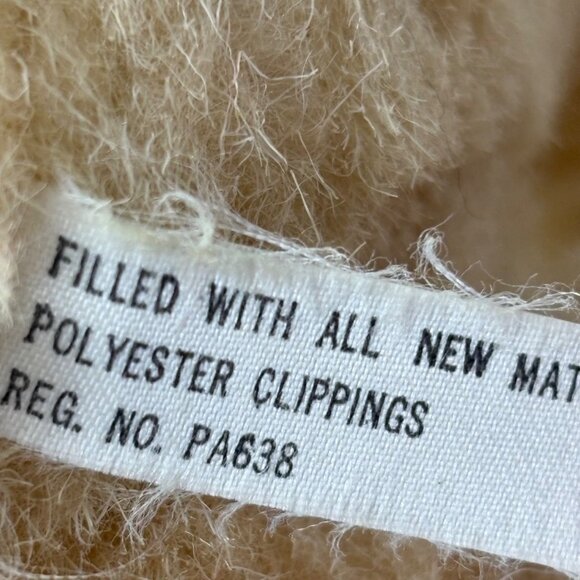 FILLED WITH ALL NEW MAT
POLYESTER CLIPPINGS
REG. NO. PA638